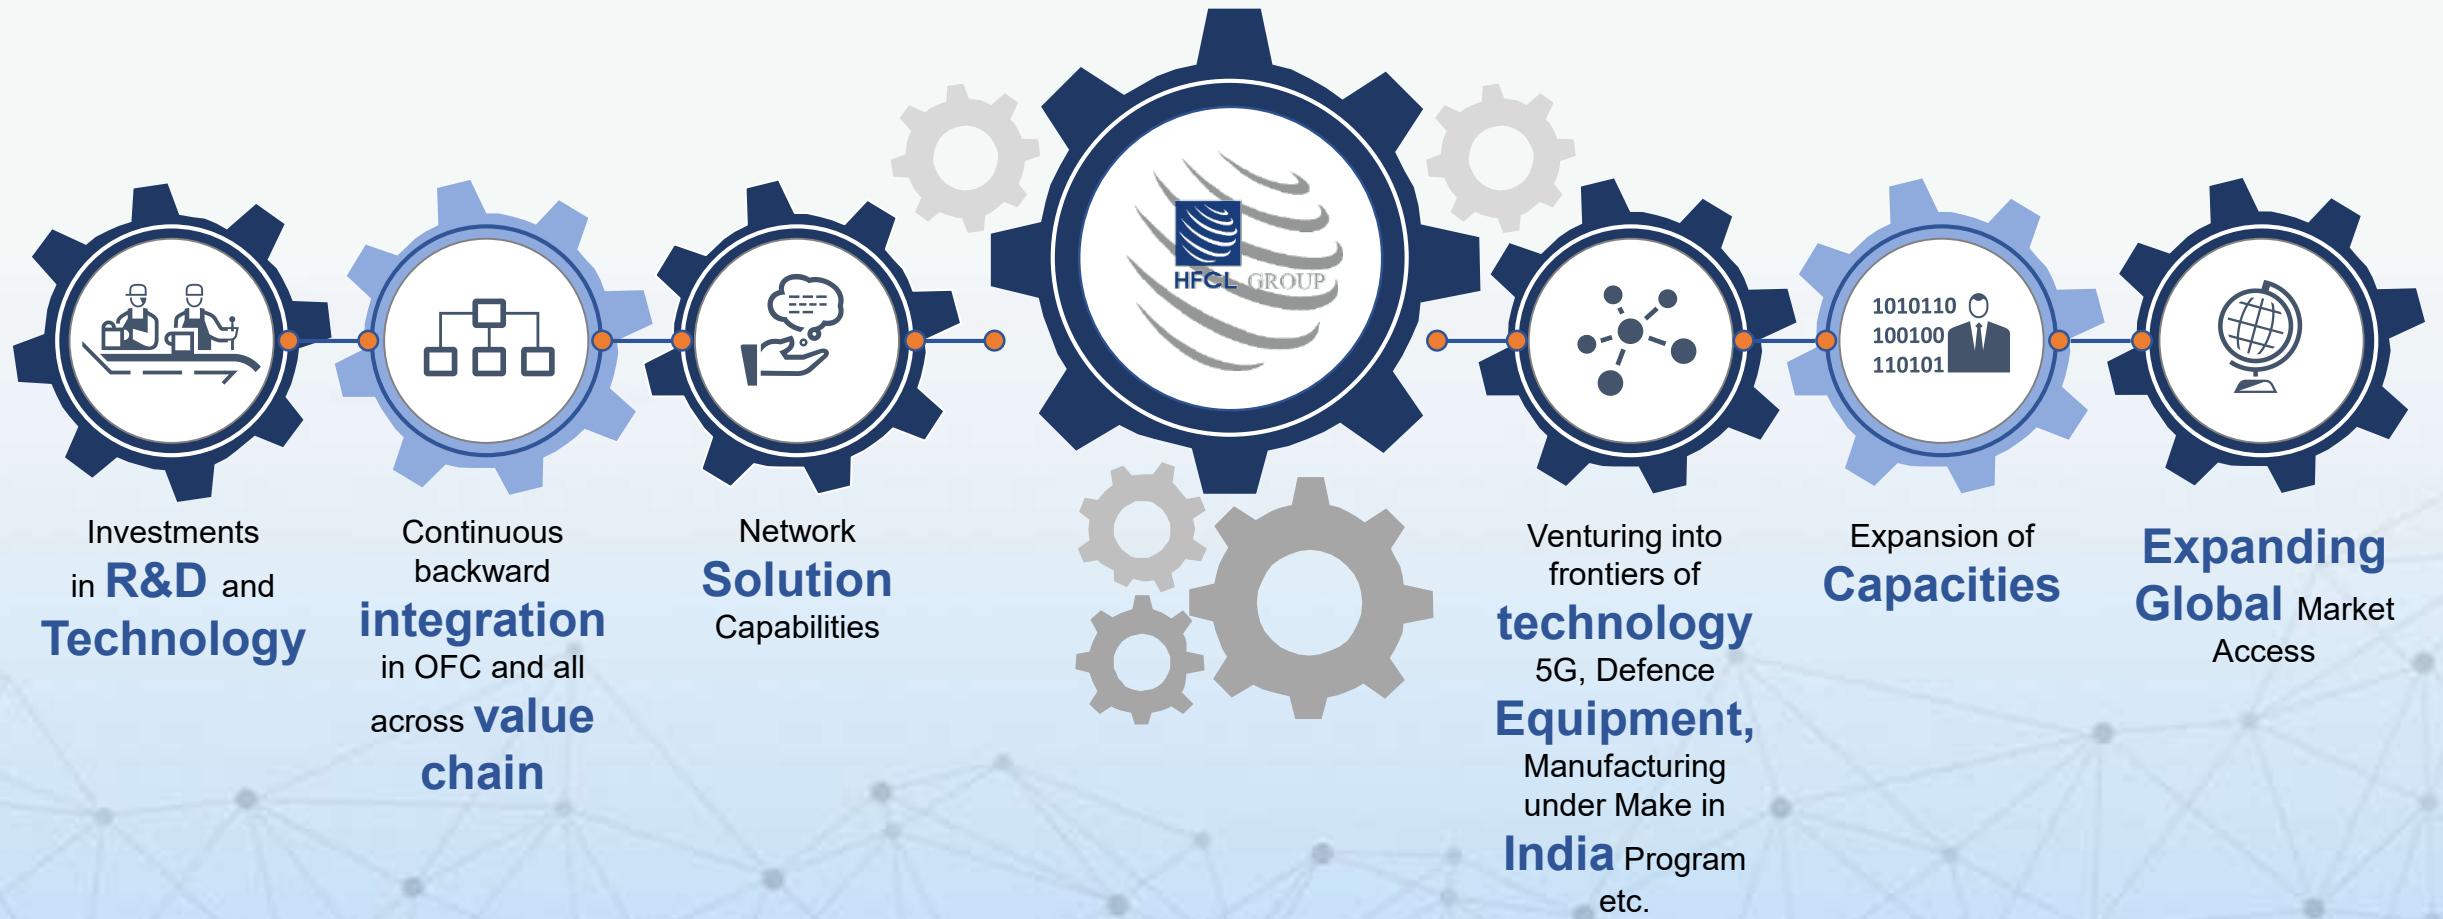 HFCL GROUP
1010110
100100
110101
Investments
in R&D and
Technology
Continuous
backward
integration
in OFC and all
across value
chain
Network
Solution
Capabilities
Venturing into
frontiers of
technology
5G, Defence
Equipment,
Manufacturing
under Make in
India Program
etc.
Expansion of
Capacities
Expanding
Global Market
Access